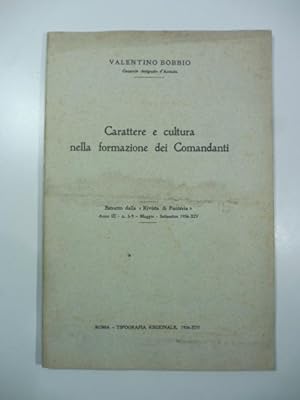 VALENTINO BOBBIO
Generale designato d'Armata
Carattere e cultura
nella formazione dei Comandanti
Estratto dalla « Rivista di Fanteria »
Anno III - n. 5-9 - Maggio - Settembre 1936-XIV
ROMA - TIPOGRAFIA REGIONALE, 1936-XIV